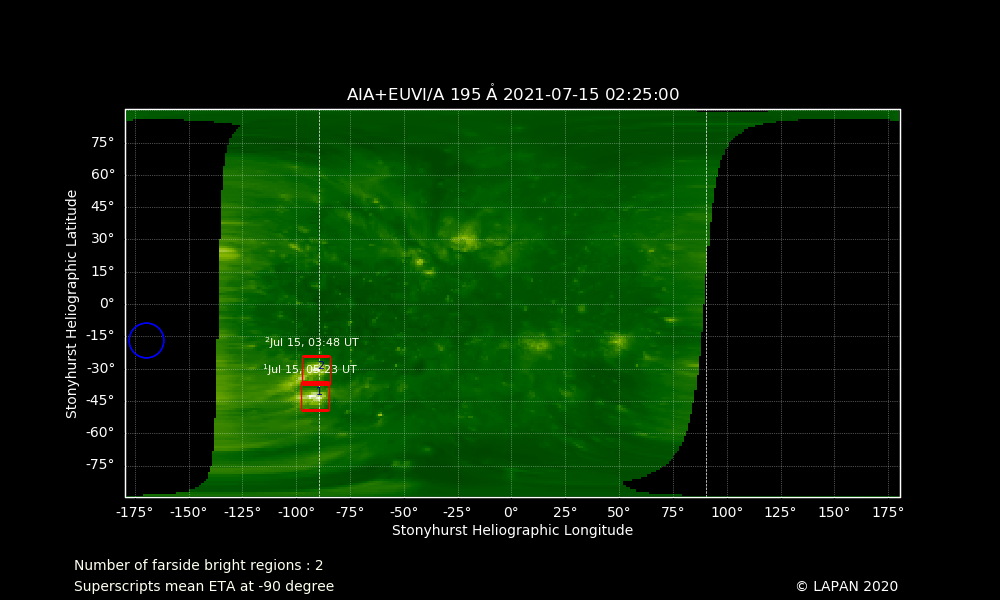 AIA+EUVI/A 195 Å 2021-07-15 02:25:00
Stonyhurst Heliographic Latitude
75°
60°
45°
30°
15°
0°
-15°
-30°
-45°
-60°
-75°
²Jul 15, 03:48 UT
¹Jul 15, UT
-175° -150° -125° -100° -75° -50° -25° 0° 25° 50° 75° 100° 125° 150° 175°
Stonyhurst Heliographic Longitude
Number of farside bright regions : 2
Superscripts mean ETA at -90 degree
© LAPAN 2020